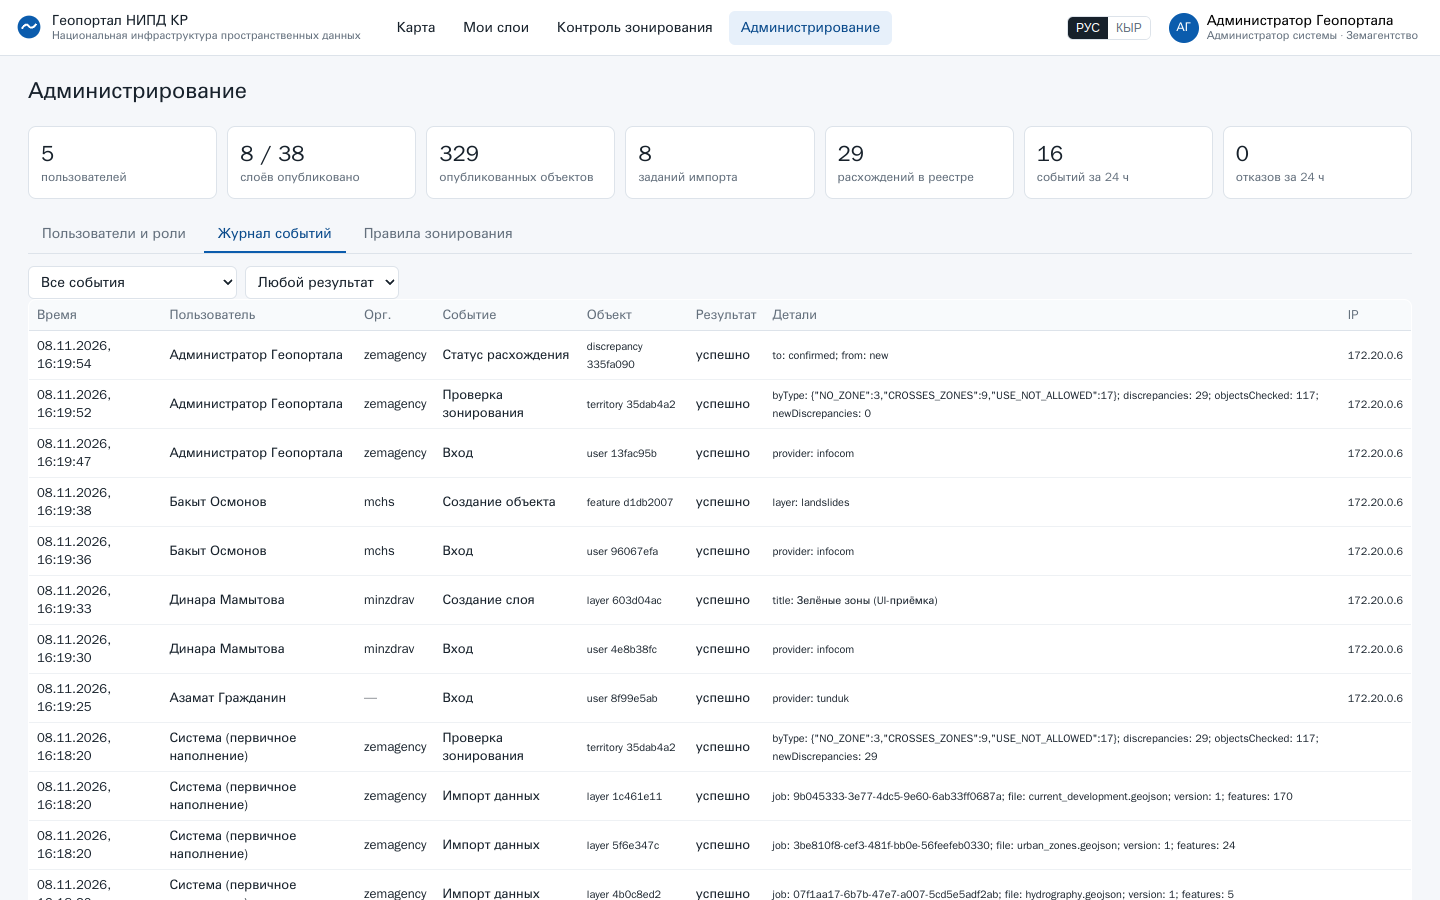 Геопортал НИПД КР
Национальная инфраструктура пространственных данных
Карта
Мои слои
Контроль зонирования
Администрирование
РУС КЫР
АГ
Администратор Геопортала
Администратор системы · Земагентство
Администрирование
5
пользователей
8 / 38
слоёв опубликовано
329
опубликованных объектов
8
заданий импорта
29
расхождений в реестре
16
событий за 24 ч
0
отказов за 24 ч
Пользователи и роли
Журнал событий
Правила зонирования
Все события
Любой результат
Время Пользователь Орг. Событие Объект Результат Детали IP
08.11.2026,
16:19:54
Администратор Геопортала
zemagency
Статус расхождения
discrepancy
335fa090
успешно
to: confirmed; from: new
172.20.0.6
08.11.2026,
16:19:52
Администратор Геопортала
zemagency
Проверка
зонирования
territory 35dab4a2
успешно
byType: {"NO_ZONE":3,"CROSSES_ZONES":9,"USE_NOT_ALLOWED":17}; discrepancies: 29; objectsChecked: 117;
newDiscrepancies: 0
172.20.0.6
08.11.2026,
16:19:47
Администратор Геопортала
zemagency
Вход
user 13fac95b
успешно
provider: infocom
172.20.0.6
08.11.2026,
16:19:38
Бакыт Осмонов
mchs
Создание объекта
feature d1db2007
успешно
layer: landslides
172.20.0.6
08.11.2026,
16:19:36
Бакыт Осмонов
mchs
Вход
user 96067efa
успешно
provider: infocom
172.20.0.6
08.11.2026,
16:19:33
Динара Мамытова
minzdrav
Создание слоя
layer 603d04ac
успешно
title: Зелёные зоны (UI-приёмка)
172.20.0.6
08.11.2026,
16:19:30
Динара Мамытова
minzdrav
Вход
user 4e8b38fc
успешно
provider: infocom
172.20.0.6
08.11.2026,
16:19:25
Азамат Гражданин
—
Вход
user 8f99e5ab
успешно
provider: tunduk
172.20.0.6
08.11.2026,
16:18:20
Система (первичное
наполнение)
zemagency
Проверка
зонирования
territory 35dab4a2
успешно
byType: {"NO_ZONE":3,"CROSSES_ZONES":9,"USE_NOT_ALLOWED":17}; discrepancies: 29; objectsChecked: 117;
newDiscrepancies: 29
08.11.2026,
16:18:20
Система (первичное
наполнение)
zemagency
Импорт данных
layer 1c461e11
успешно
job: 9b045333-3e77-4dc5-9e60-6ab33ff0687a; file: current_development.geojson; version: 1; features: 170
08.11.2026,
16:18:20
Система (первичное
наполнение)
zemagency
Импорт данных
layer 5f6e347c
успешно
job: 3be810f8-cef3-481f-bb0e-56feefeb0330; file: urban_zones.geojson; version: 1; features: 24
08.11.2026,
Система (первичное
zemagency
Импорт данных
layer 4b0c8ed2
успешно
job: 07f1aa17-6b7b-47e7-a007-5cd5e5adf2ab; file: hydrography.geojson; version: 1; features: 5